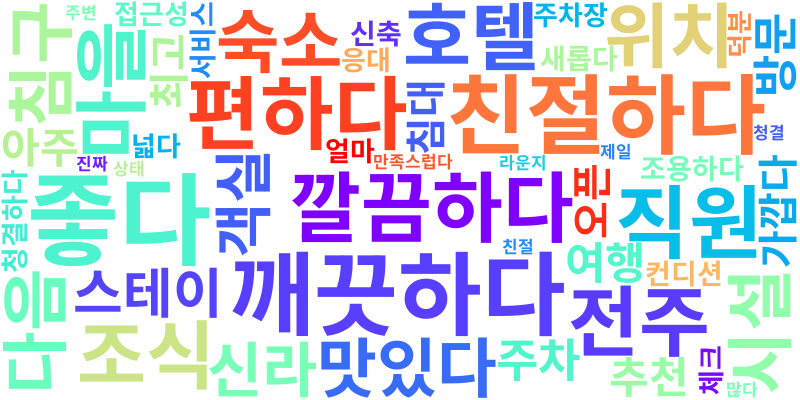 주변
접근성
서비스
숙소
신축
호텔
주차장
위치
덕분
방문
침구
마을
최고
응대
새롭다
편하다
침대
친절하다
청결
아주
넓다
진짜
상태
얼마
만족스럽다
라운지
제일
조용하다
가깝다
청결하다
좋다
객실
깔끔하다
오픈
직원
친절
여행
컨디션
다음
스테이
깨끗하다
전주
시설
조식
신라
맛있다
주차
추천
체크
많다